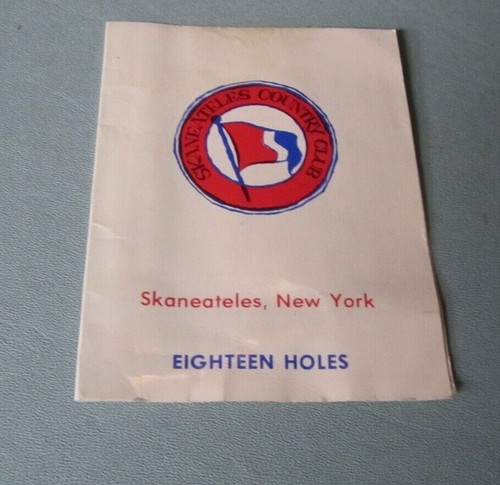 SKANEATELES COUNTRY CLUB
Skaneateles, New York
EIGHTEEN HOLES